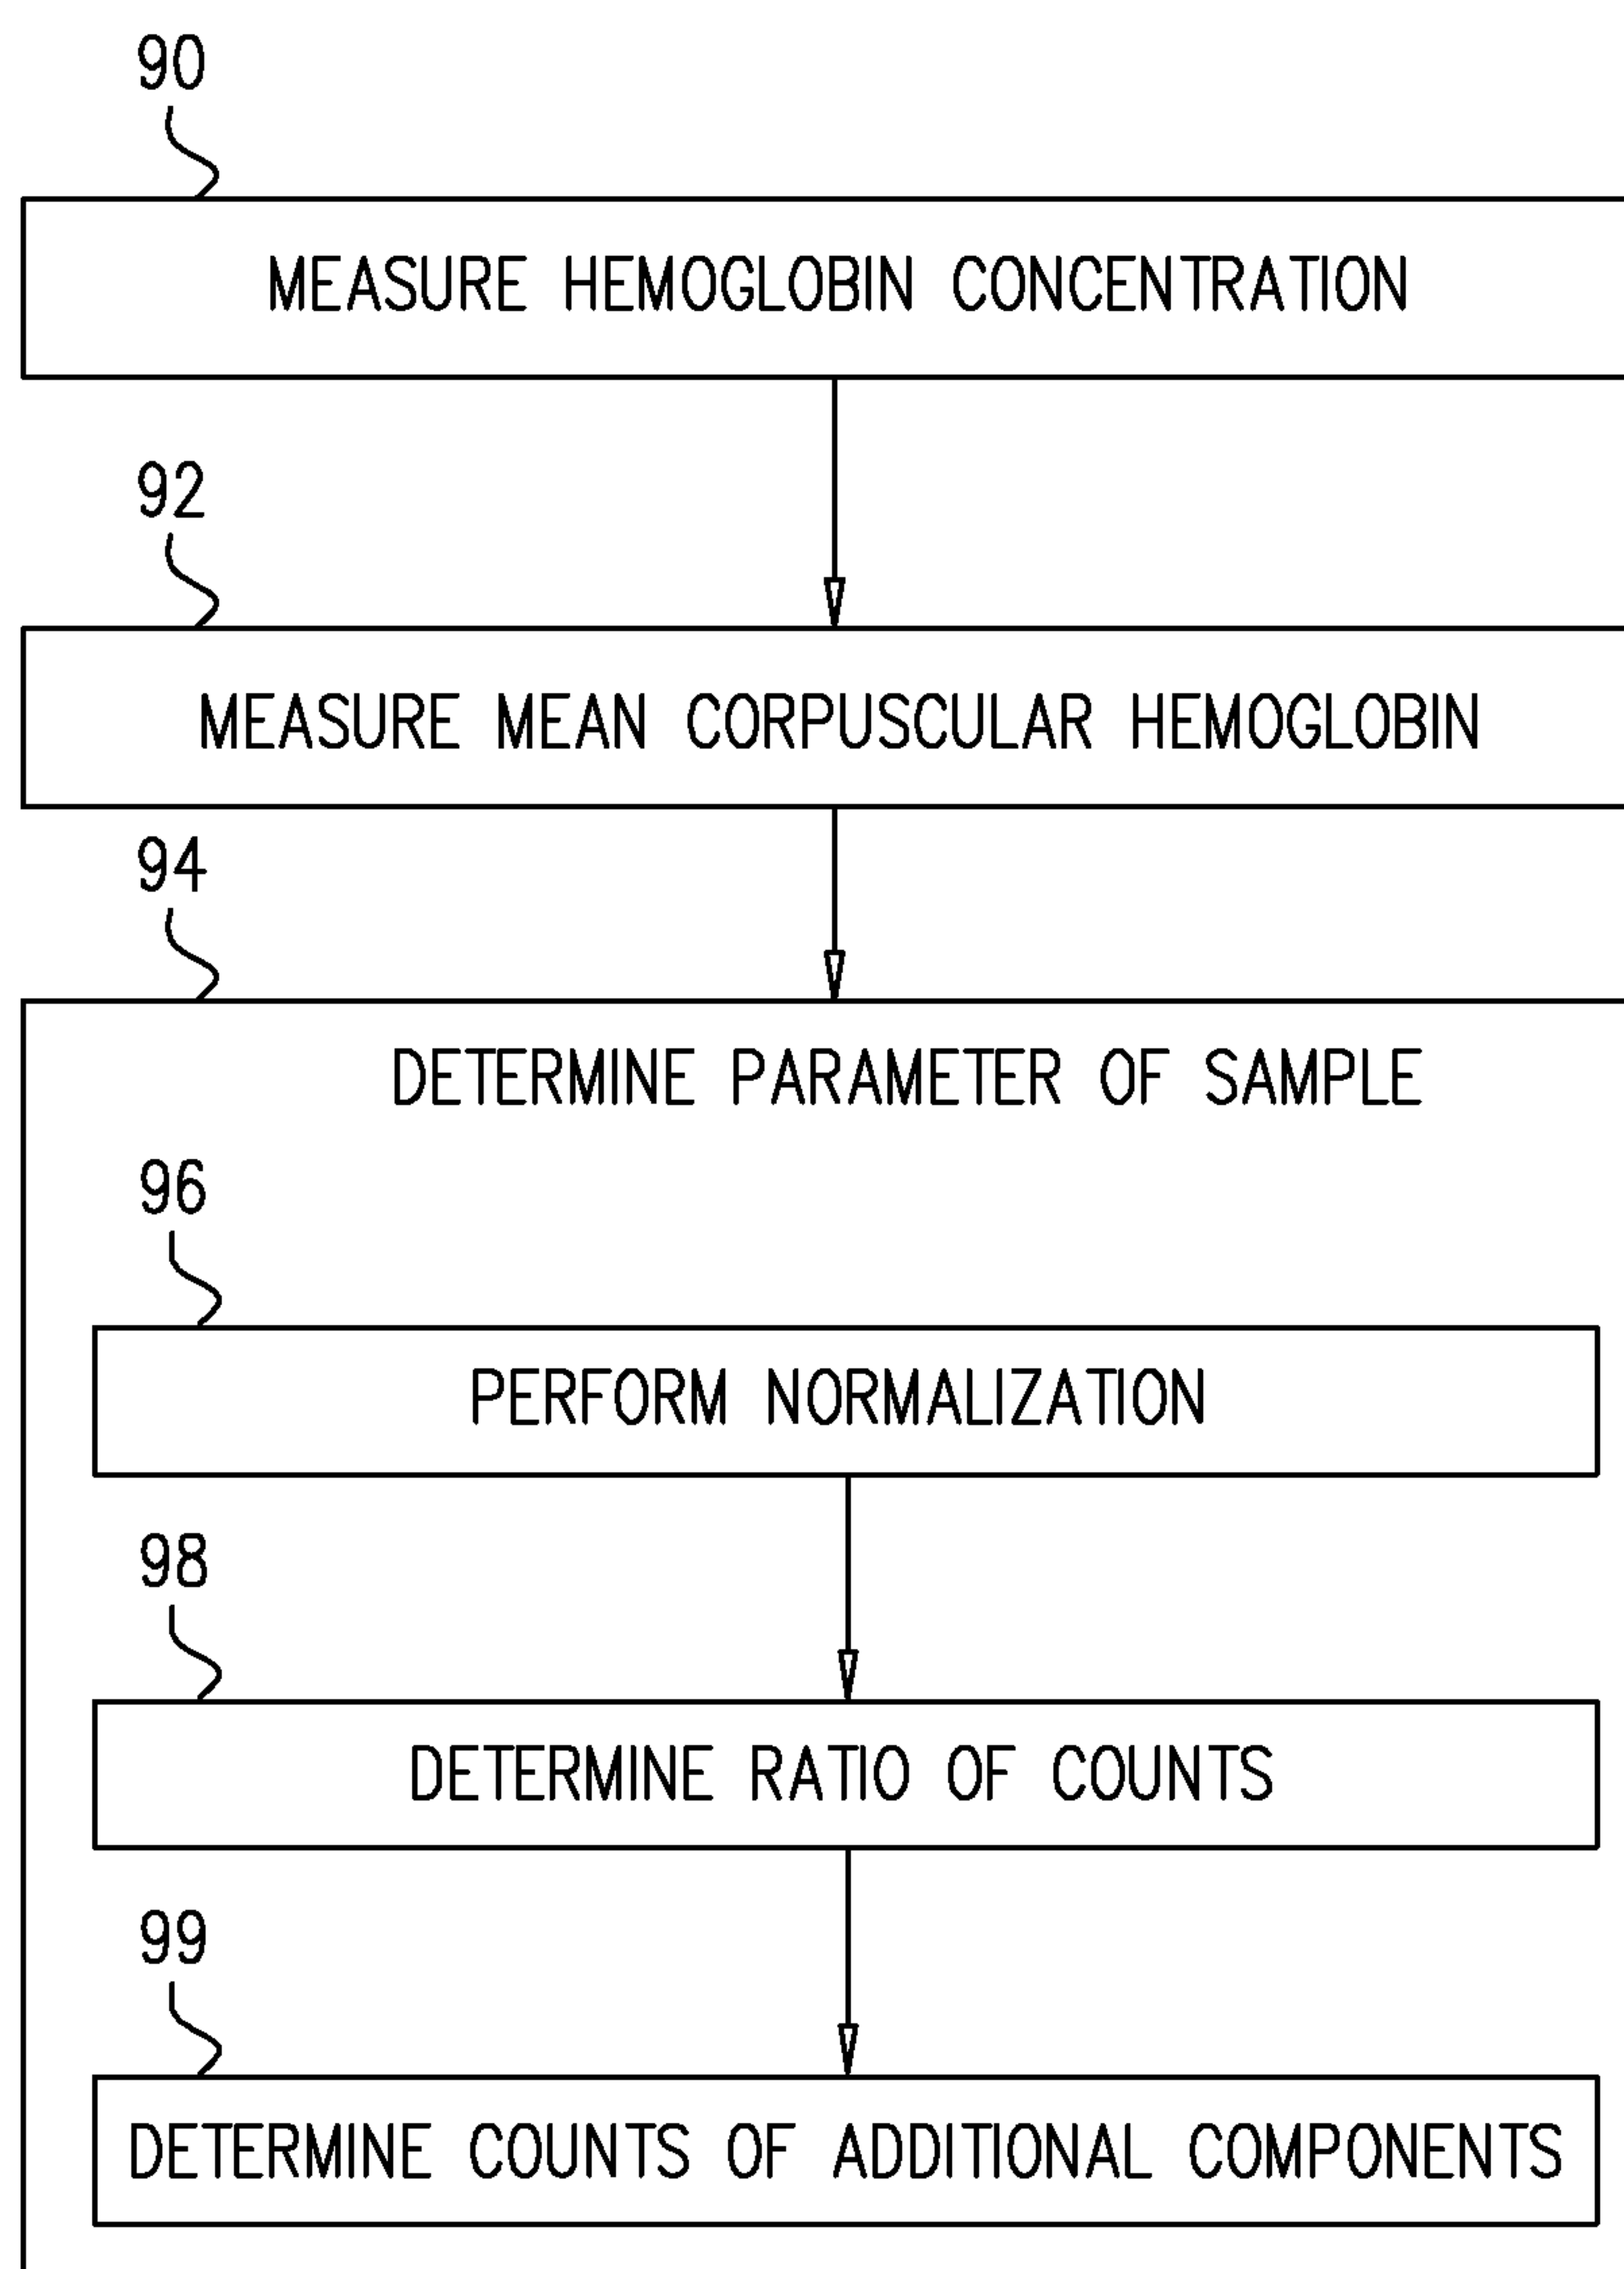 90
MEASURE HEMOGLOBIN CONCENTRATION
92
MEASURE MEAN CORPUSCULAR HEMOGLOBIN
94
DETERMINE PARAMETER OF SAMPLE
96
PERFORM NORMALIZATION
98
DETERMINE RATIO OF COUNTS
99
DETERMINE COUNTS OF ADDITIONAL COMPONENTS